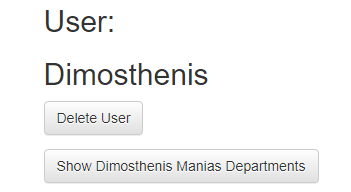 User:
Dimosthenis
Delete User
Show Dimosthenis Manias Departments